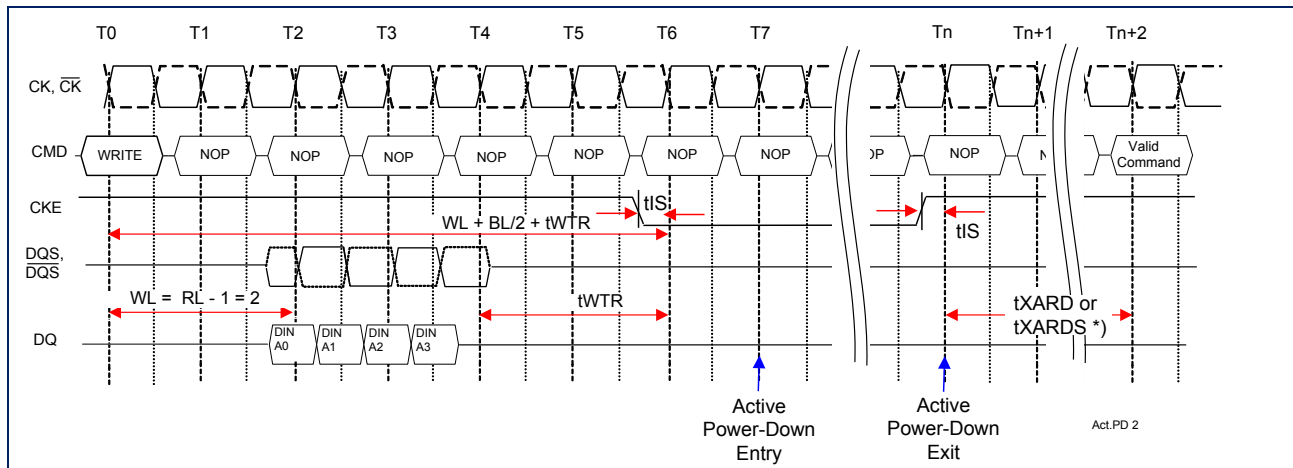 T0 T1 T2 T3 T4 T5 T6 T7 Tn Tn+1 Tn+2
CK, CK
CMD WRITE NOP NOP NOP NOP NOP NOP NOP OP NOP N Valid Command
CKE
tIS
tIS
WL + BL/2 + tWTR
DQS,
DQS
WL = RL - 1 = 2
tWTR
tXARD or
tXARDS *)
DQ
DIN A0 DIN A1 DIN A2 DIN A3
Active
Power-Down
Entry
Active
Power-Down
Exit
Act.PD 2